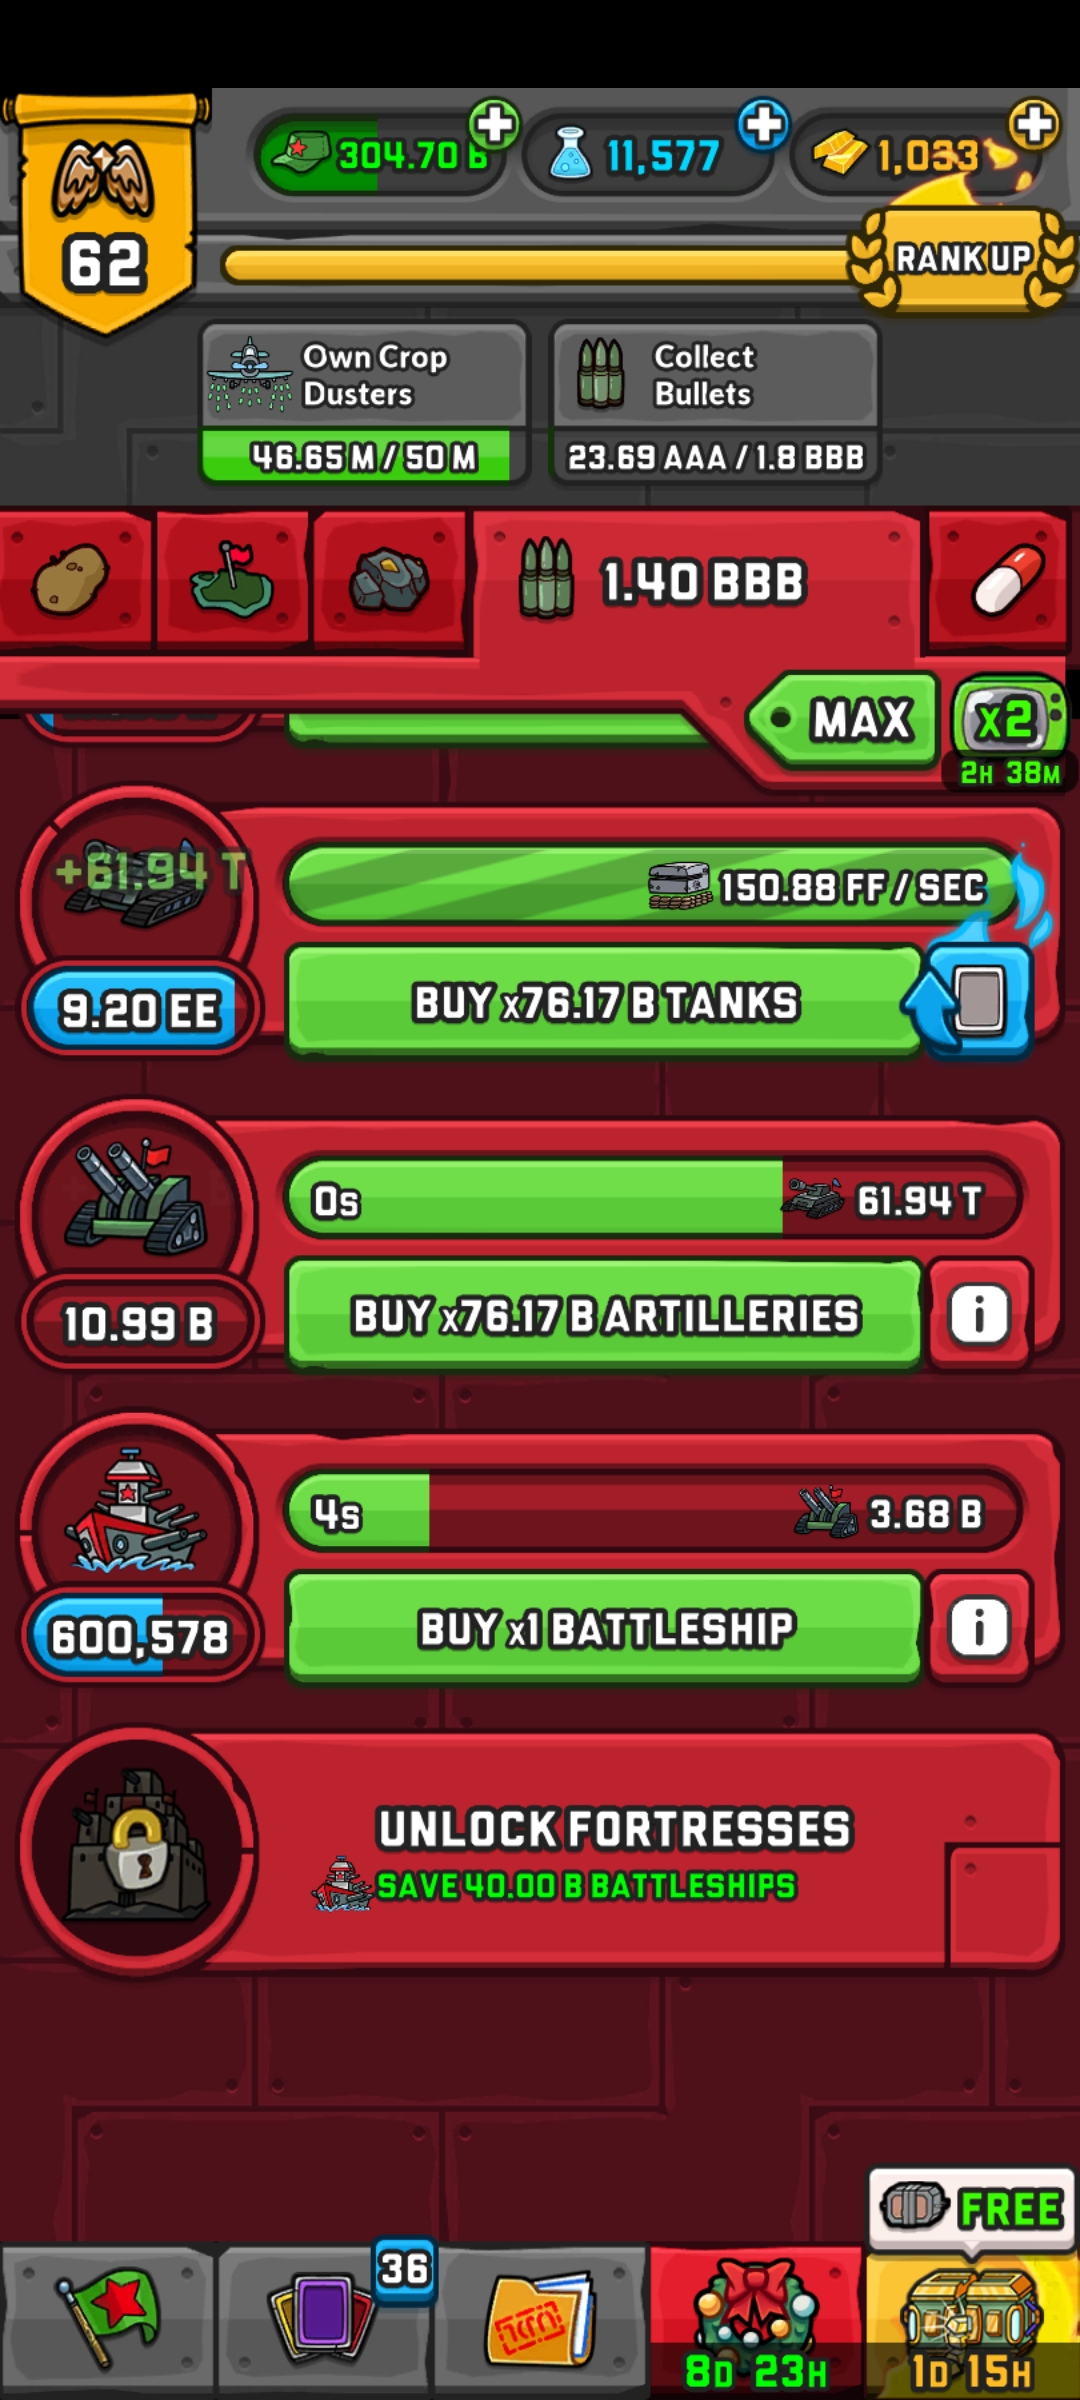 304.70 B
11,577
1,033
62
RANK UP
Own Crop
Dusters
46.65 M / 50 M
Collect
Bullets
23.69 AAA / 1.8 BBB
1.40 BBB
MAX
x2
2H 38M
+61.94 T
150.88 FF / SEC
9.20 EE
BUY x76.17 B TANKS
0s
61.94 T
10.99 B
BUY x76.17 B ARTILLERIES
i
4s
3.68 B
600,578
BUY x1 BATTLESHIP
i
UNLOCK FORTRESSES
SAVE 40.00 B BATTLESHIPS
FREE
36
8D 23H
1D 15H